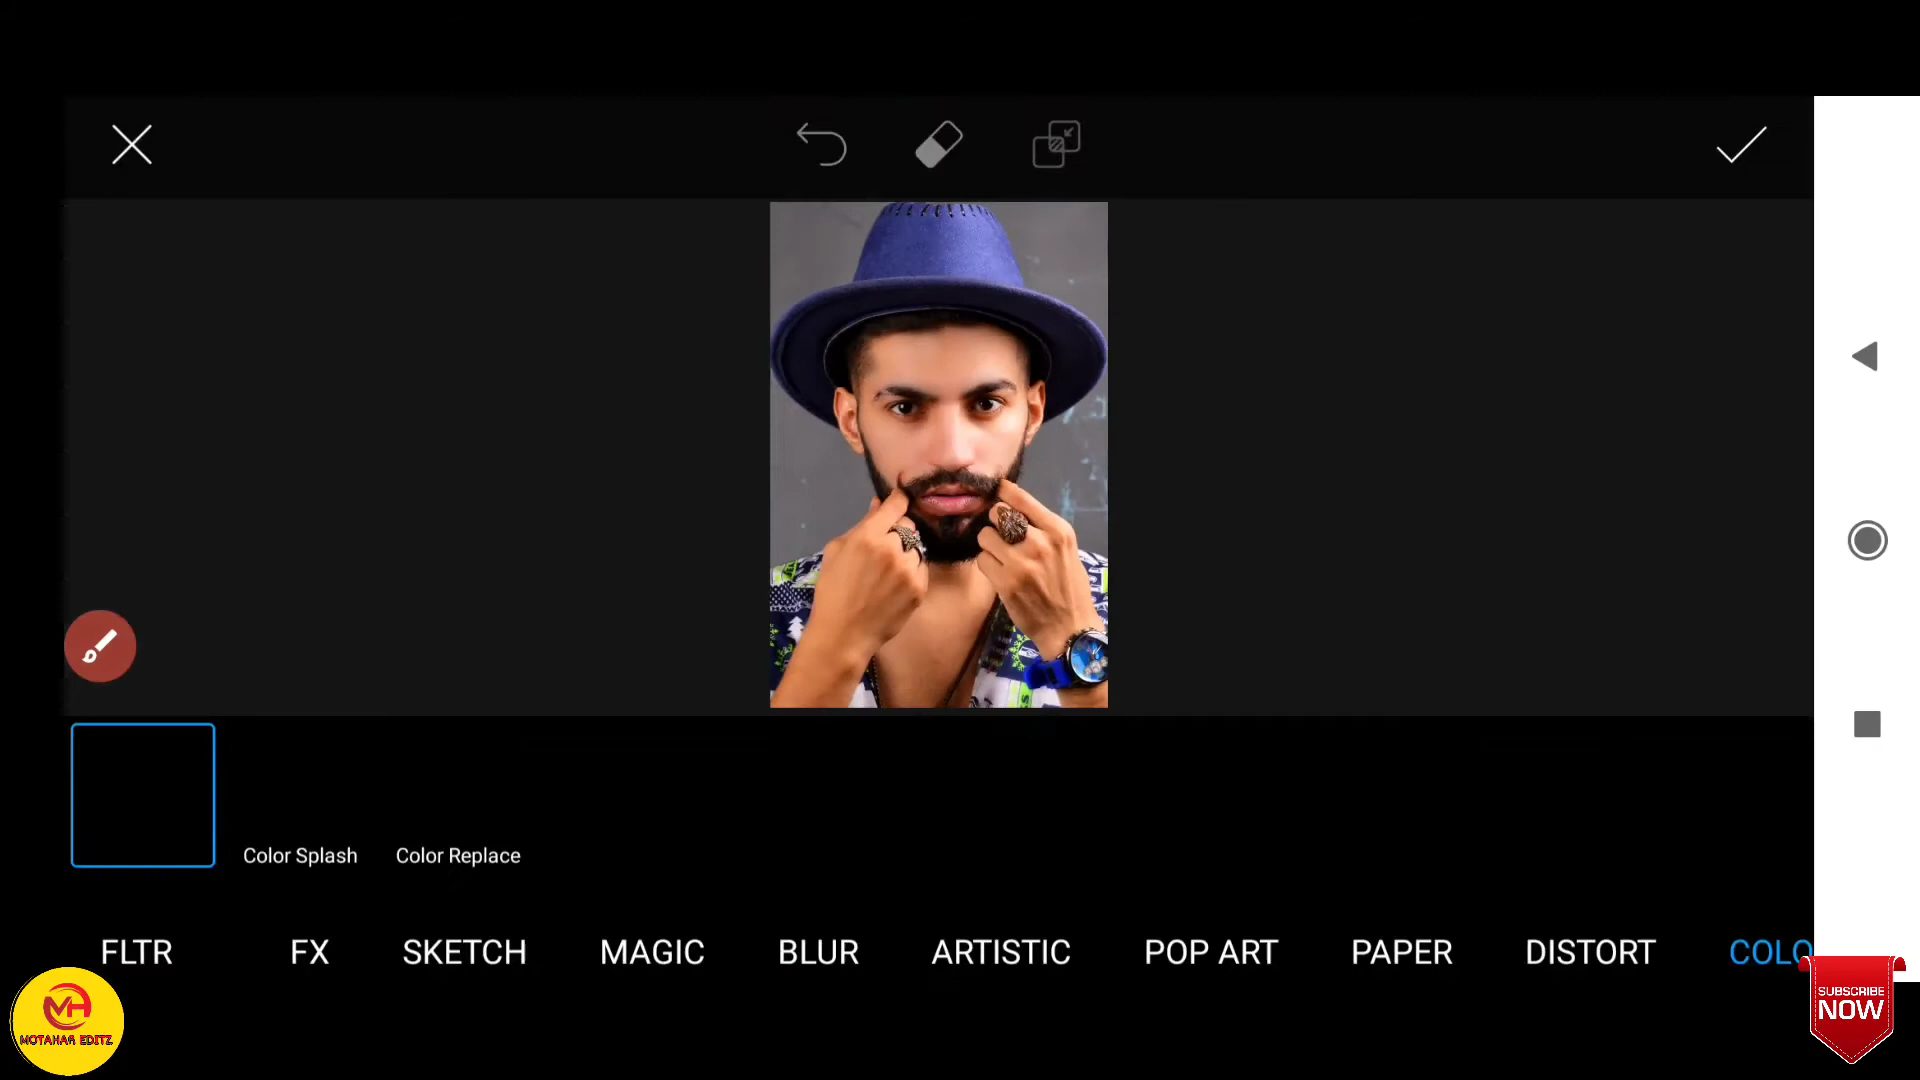 Color Splash
Color Replace
FLTR
FX
SKETCH
MAGIC
BLUR
ARTISTIC
POP ART
PAPER
DISTORT
COLO
SUBSCRIBE
NOW
MH
MOTAHAR EDITZ